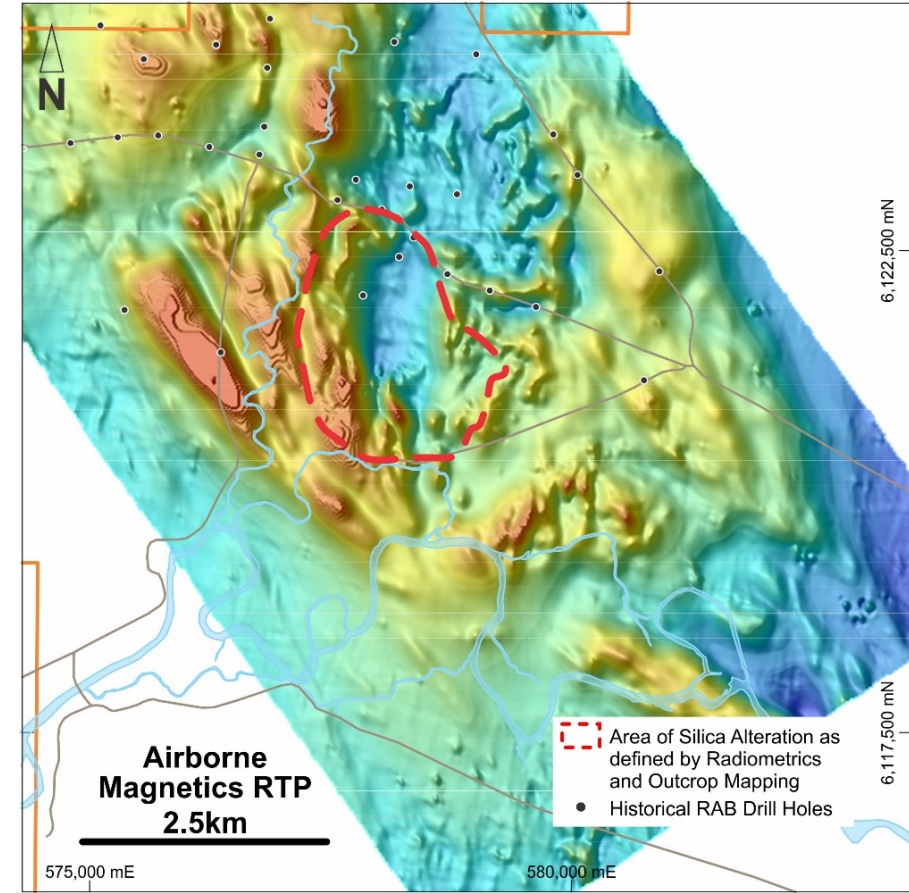 N
6,122,500 mN
6,117,500 mN
Airborne
Magnetics RTP
2.5km
Area of Silica Alteration as
defined by Radiometrics
and Outcrop Mapping
Historical RAB Drill Holes
575,000 mE
580,000 mE